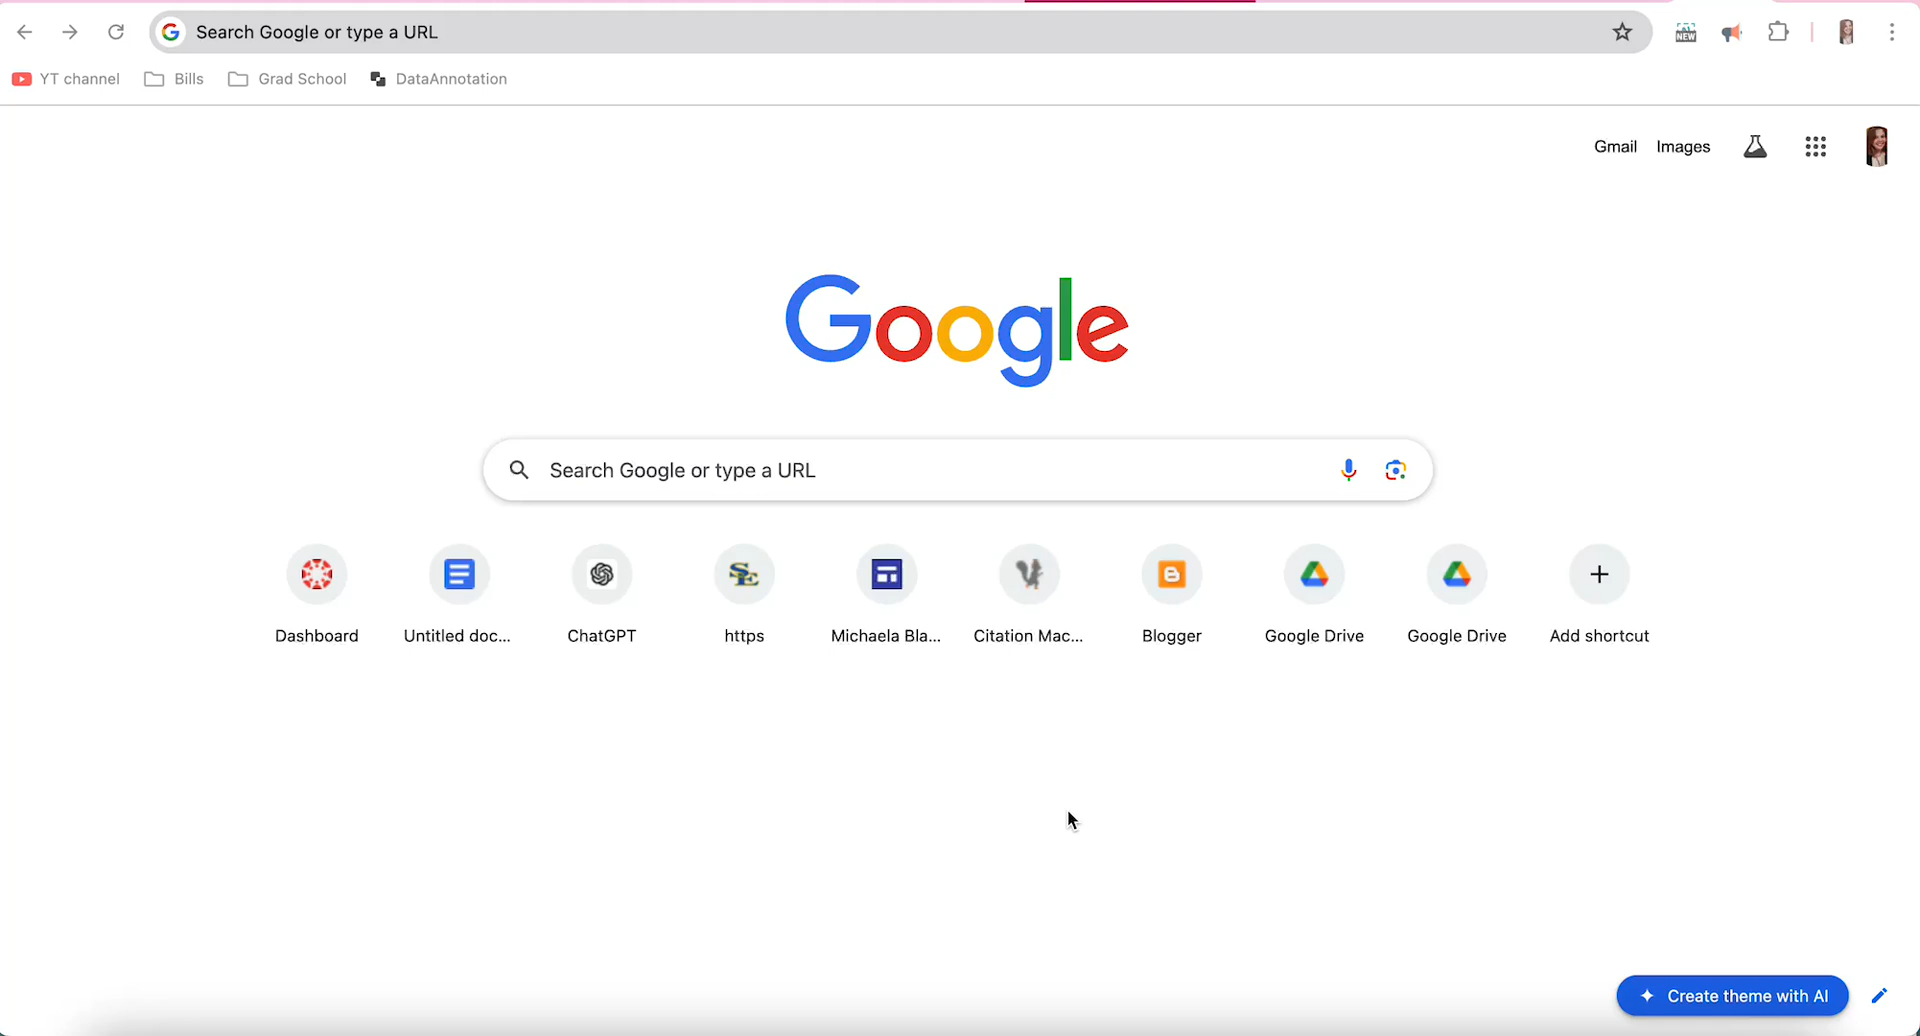 Search Google or type a URL
NEW
YT channel
Bills
Grad School
DataAnnotation
Gmail
Images
Google
Search Google or type a URL
Dashboard
Untitled doc...
ChatGPT
https
Michaela Bla...
Citation Mac...
Blogger
Google Drive
Google Drive
Add shortcut
Create theme with AI